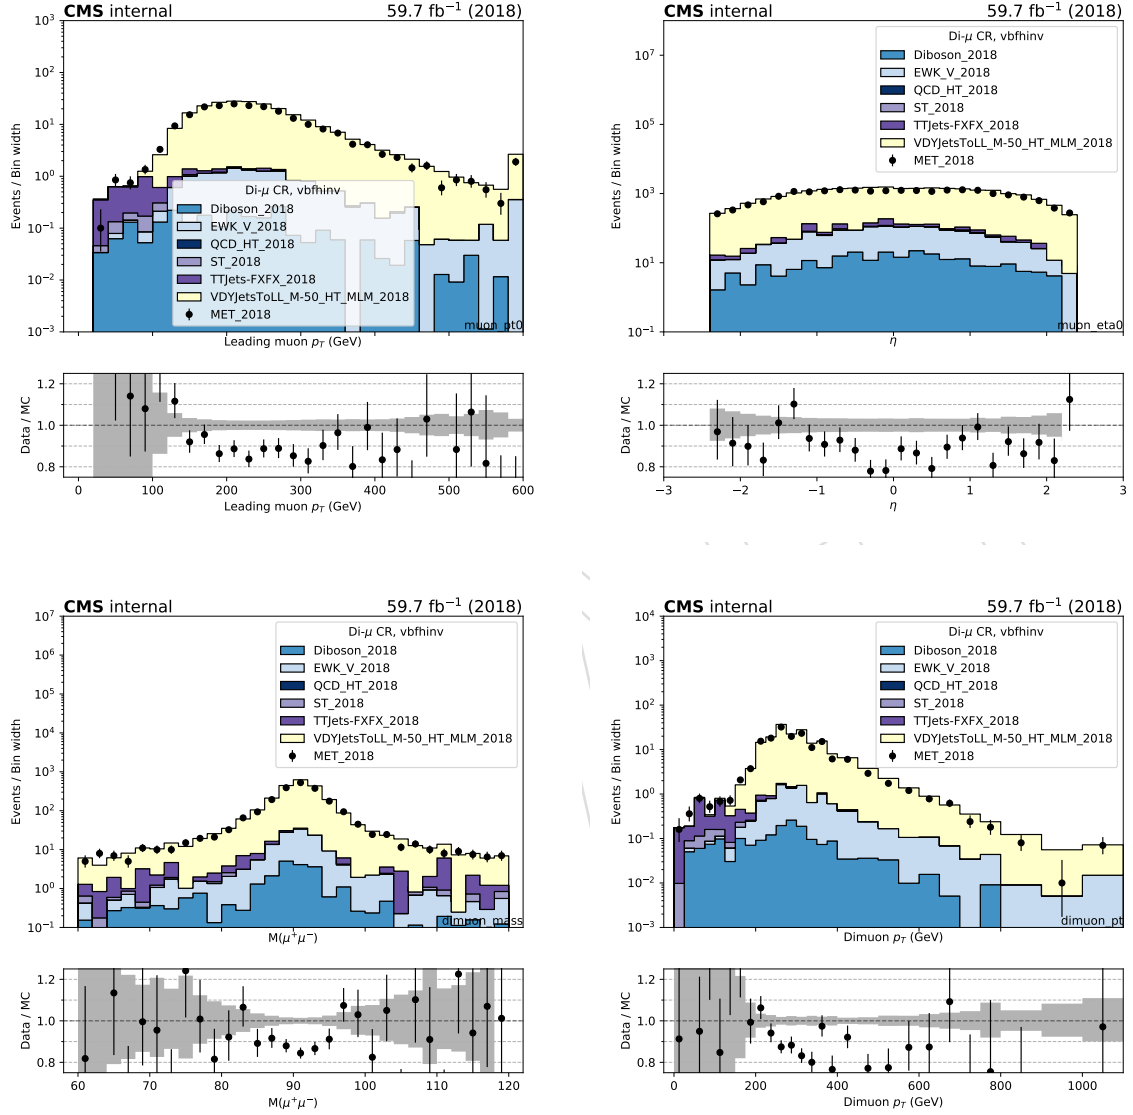 CMS internal 59.7 fb⁻¹ (2018)
10³
10²
10¹
10⁰
10⁻¹
10⁻²
10⁻³
Events / Bin width
Di-μ CR, vbfhinv
Diboson_2018
EWK_V_2018
QCD_HT_2018
ST_2018
TTJets-FXFX_2018
VDYJetsToLL_M-50_HT_MLM_2018
MET_2018
muon_pt0
0 100 200 300 400 500 600
Leading muon p_T (GeV)
1.2
1.0
0.8
Data / MC
0 100 200 300 400 500 600
Leading muon p_T (GeV)
CMS internal 59.7 fb⁻¹ (2018)
10⁷
10⁵
10³
10¹
10⁻¹
Events / Bin width
Di-μ CR, vbfhinv
Diboson_2018
EWK_V_2018
QCD_HT_2018
ST_2018
TTJets-FXFX_2018
VDYJetsToLL_M-50_HT_MLM_2018
MET_2018
muon_eta0
η
1.2
1.0
0.8
Data / MC
−3 −2 −1 0 1 2 3
η
CMS internal 59.7 fb⁻¹ (2018)
10⁷
10⁶
10⁵
10⁴
10³
10²
10¹
10⁰
10⁻¹
Events / Bin width
Di-μ CR, vbfhinv
Diboson_2018
EWK_V_2018
QCD_HT_2018
ST_2018
TTJets-FXFX_2018
VDYJetsToLL_M-50_HT_MLM_2018
MET_2018
dimuon_mass
M(μ⁺μ⁻)
1.2
1.0
0.8
Data / MC
60 70 80 90 100 110 120
M(μ⁺μ⁻)
CMS internal 59.7 fb⁻¹ (2018)
10⁴
10³
10²
10¹
10⁰
10⁻¹
10⁻²
10⁻³
Events / Bin width
Di-μ CR, vbfhinv
Diboson_2018
EWK_V_2018
QCD_HT_2018
ST_2018
TTJets-FXFX_2018
VDYJetsToLL_M-50_HT_MLM_2018
MET_2018
dimuon_pt
Dimuon p_T (GeV)
1.2
1.0
0.8
Data / MC
0 200 400 600 800 1000
Dimuon p_T (GeV)